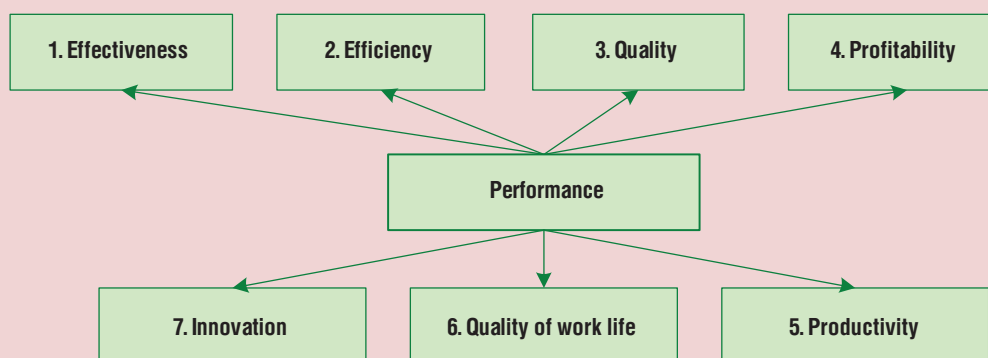 1. Effectiveness
2. Efficiency
3. Quality
4. Profitability
Performance
7. Innovation
6. Quality of work life
5. Productivity